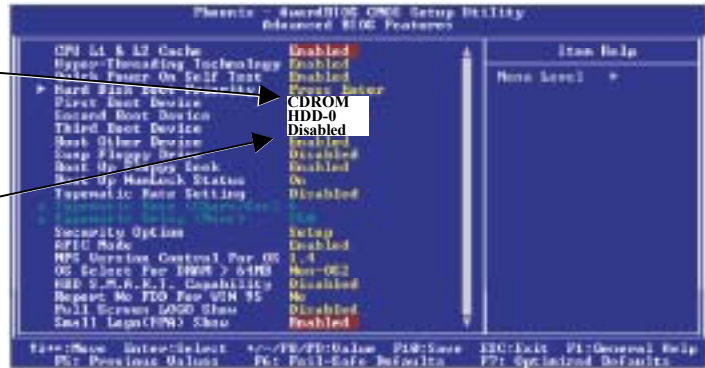 Phoenix - AwardBIOS CMOS Setup Utility
Advanced BIOS Features
CPU L1 & L2 Cache Enabled
Hyper-Threading Technology Enabled
Quick Power On Self Test Enabled
Hard Disk Boot Priority Press Enter
First Boot Device CDROM
Second Boot Device HDD-0
Third Boot Device Disabled
Boot Other Device Enabled
Swap Floppy Drive Disabled
Boot Up Floppy Seek Enabled
Boot Up NumLock Status On
Typematic Rate Setting Disabled
Security Option Setup
APIC Mode Enabled
MPS Version Control For OS 1.4
OS Select For DRAM > 64MB Non-OS2
HDD S.M.A.R.T. Capability Disabled
Report No FDD For WIN 95 No
Full Screen LOGO Show Disabled
Small Logo(EPA) Show Enabled
Item Help
Menu Level
:Move Enter:Select +/-/PU/PD:Value F10:Save ESC:Exit F1:General Help
F5: Previous Values F6: Fail-Safe Defaults F7: Optimized Defaults